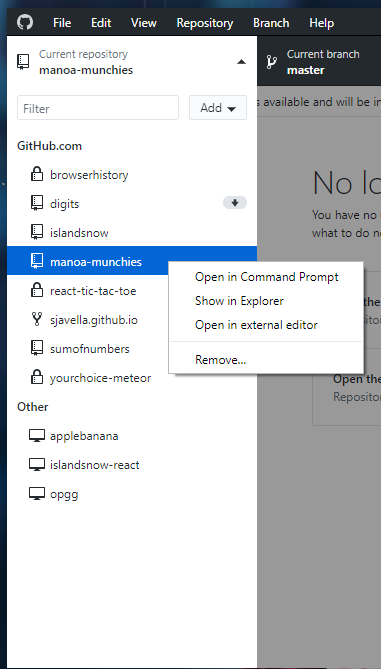 File Edit View Repository Branch Help
Current repository
manoa-munchies
Current branch
master
Filter
Add
s available and will be in
GitHub.com
browserhistory
digits
islandsnow
manoa-munchies
react-tic-tac-toe
sjavella.github.io
sumofnumbers
yourchoice-meteor
Other
applebanana
islandsnow-react
opgg
Open in Command Prompt
Show in Explorer
Open in external editor
Remove...
No lo
You have no
what to do ne
the
Repositor
Open the
Reposito